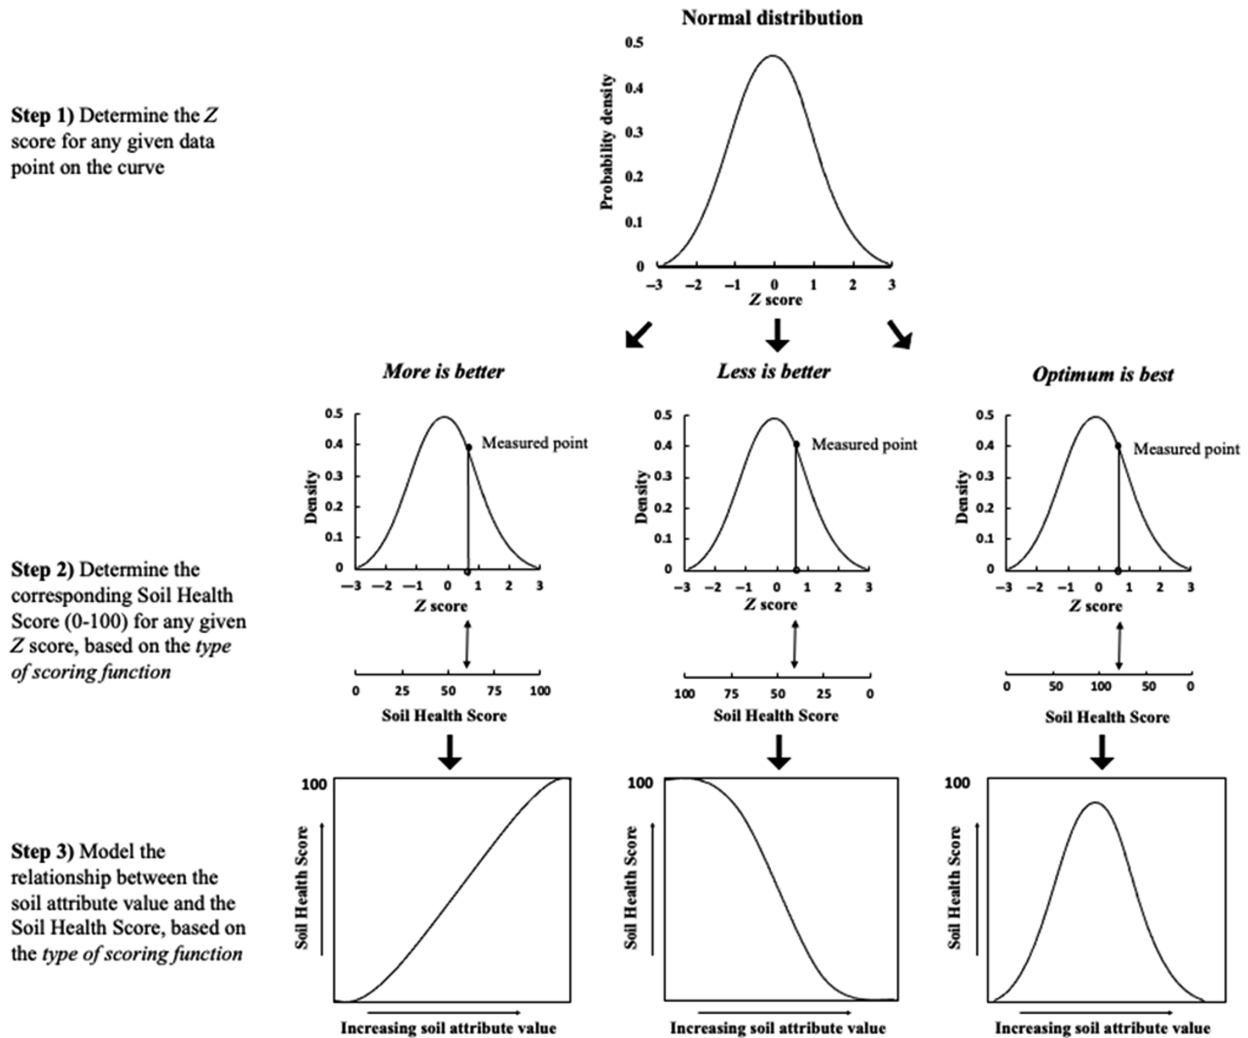 Normal distribution
Step 1) Determine the Z
score for any given data
point on the curve
Probability density
0.5
0.4
0.3
0.2
0.1
0
−3 −2 −1 0 1 2 3
Z score
More is better
Less is better
Optimum is best
Step 2) Determine the
corresponding Soil Health
Score (0-100) for any given
Z score, based on the type
of scoring function
Density
0.5
0.4
0.3
0.2
0.1
0
Measured point
−3 −2 −1 0 1 2 3
Z score
0 25 50 75 100
Soil Health Score
Density
0.5
0.4
0.3
0.2
0.1
0
Measured point
−3 −2 −1 0 1 2 3
Z score
100 75 50 25 0
Soil Health Score
Density
0.5
0.4
0.3
0.2
0.1
0
Measured point
−3 −2 −1 0 1 2 3
Z score
0 50 100 50 0
Soil Health Score
Step 3) Model the
relationship between the
soil attribute value and the
Soil Health Score, based on
the type of scoring function
100
Soil Health Score
Increasing soil attribute value
100
Soil Health Score
Increasing soil attribute value
100
Soil Health Score
Increasing soil attribute value